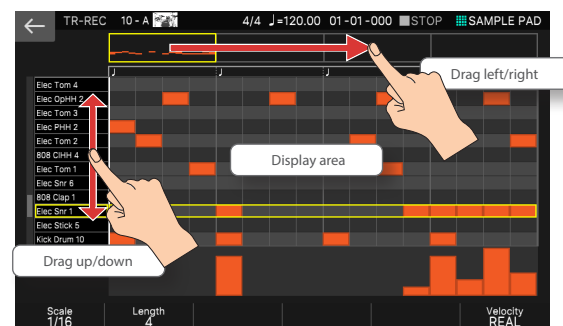 TR-REC 10 - A 4/4 ♩=120.00 01 -01 -000 STOP SAMPLE PAD
Drag left/right
Elec Tom 4
Elec OpHH 2
Elec Tom 3
Elec PHH 2
Elec Tom 2
808 ClHH 4
Display area
Elec Tom 1
Elec Snr 6
808 Clap 1
Elec Snr 1
Elec Stick 5
Kick Drum 10
Drag up/down
Scale Length Velocity
1/16 4 REAL